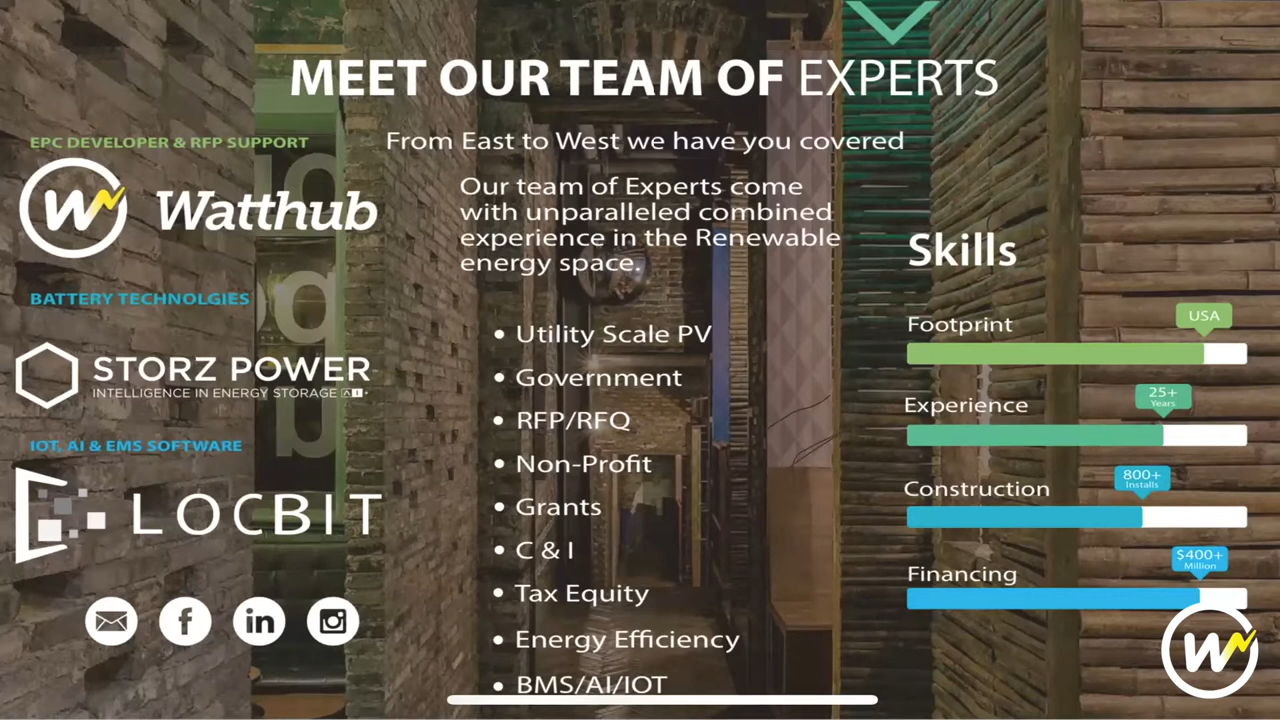 MEET OUR TEAM OF EXPERTS
From East to West we have you covered
EPC DEVELOPER & RFP SUPPORT
W Watthub
BATTERY TECHNOLGIES
STORZ POWER
INTELLIGENCE IN ENERGY STORAGE AI
IOT, AI & EMS SOFTWARE
LOCBIT
f in
Our team of Experts come
with unparalleled combined
experience in the Renewable
energy space.
• Utility Scale PV
• Government
• RFP/RFQ
• Non-Profit
• Grants
• C & I
• Tax Equity
• Energy Efficiency
• BMS/AI/IOT
Skills
Footprint
USA
Experience
25+
Years
Construction
800+
Installs
Financing
$400+
Million
W